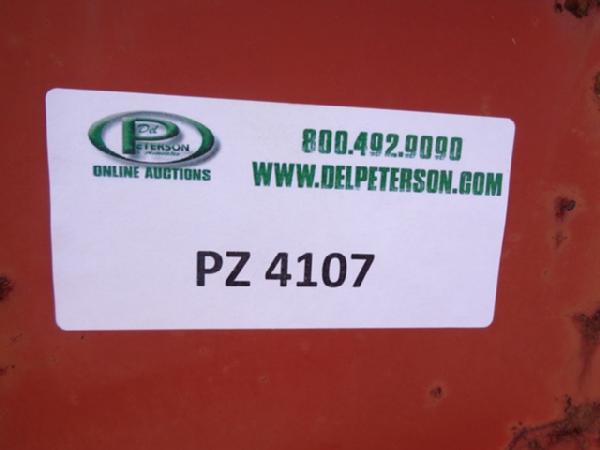 Del
PETERSON
ONLINE AUCTIONS
800.492.9090
WWW.DELPETERSON.COM
PZ 4107